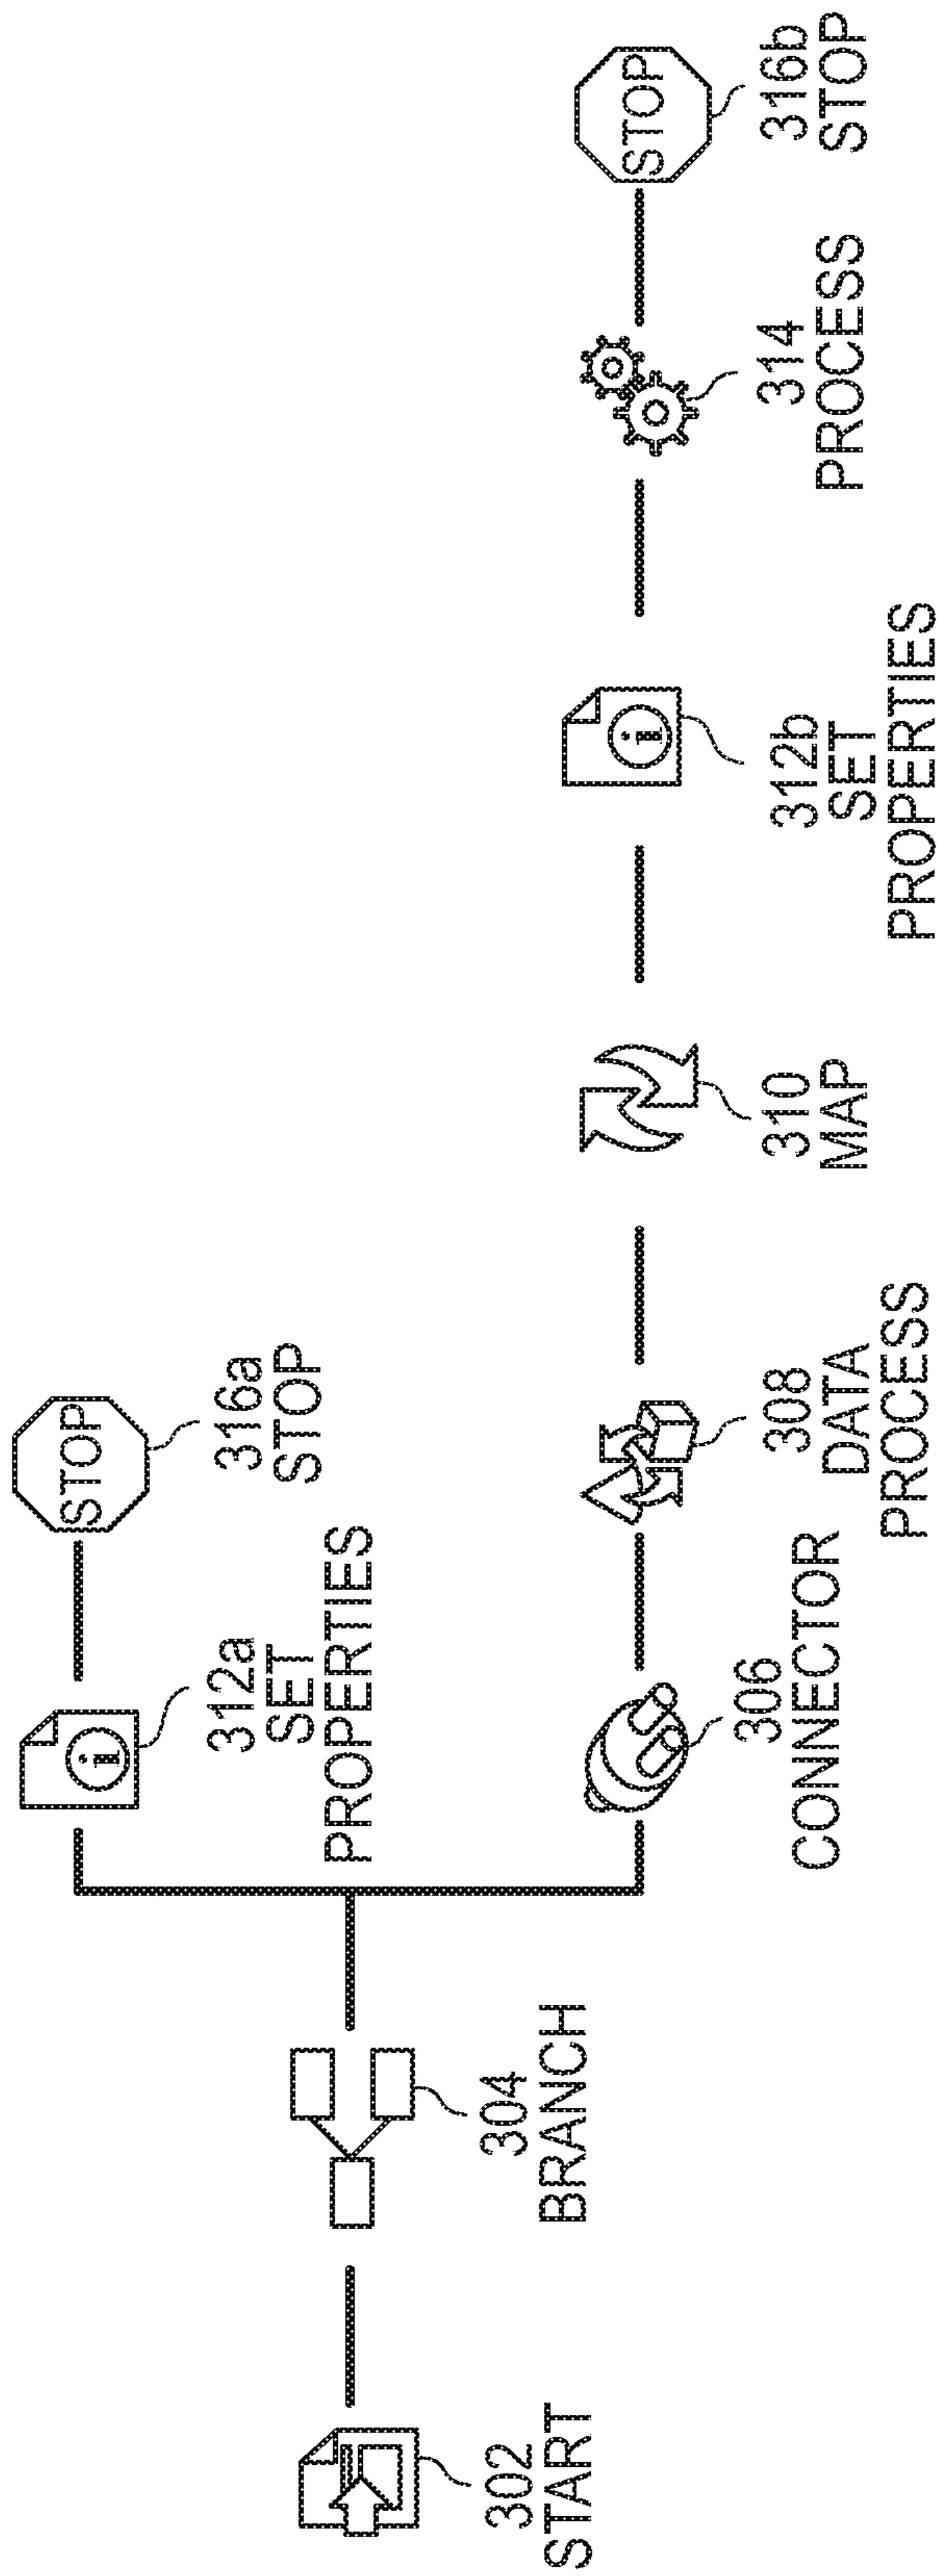 302
START
304
BRANCH
STOP
312a
SET
PROPERTIES
316a
STOP
306
CONNECTOR
308
DATA
PROCESS
310
MAP
312b
SET
PROPERTIES
314
PROCESS
STOP
316b
STOP
i
i